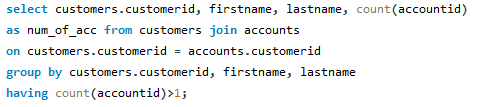 select customers.customerid, firstname, lastname, count(accountid)
as num_of_acc from customers join accounts
on customers.customerid = accounts.customerid
group by customers.customerid, firstname, lastname
having count(accountid)>1;